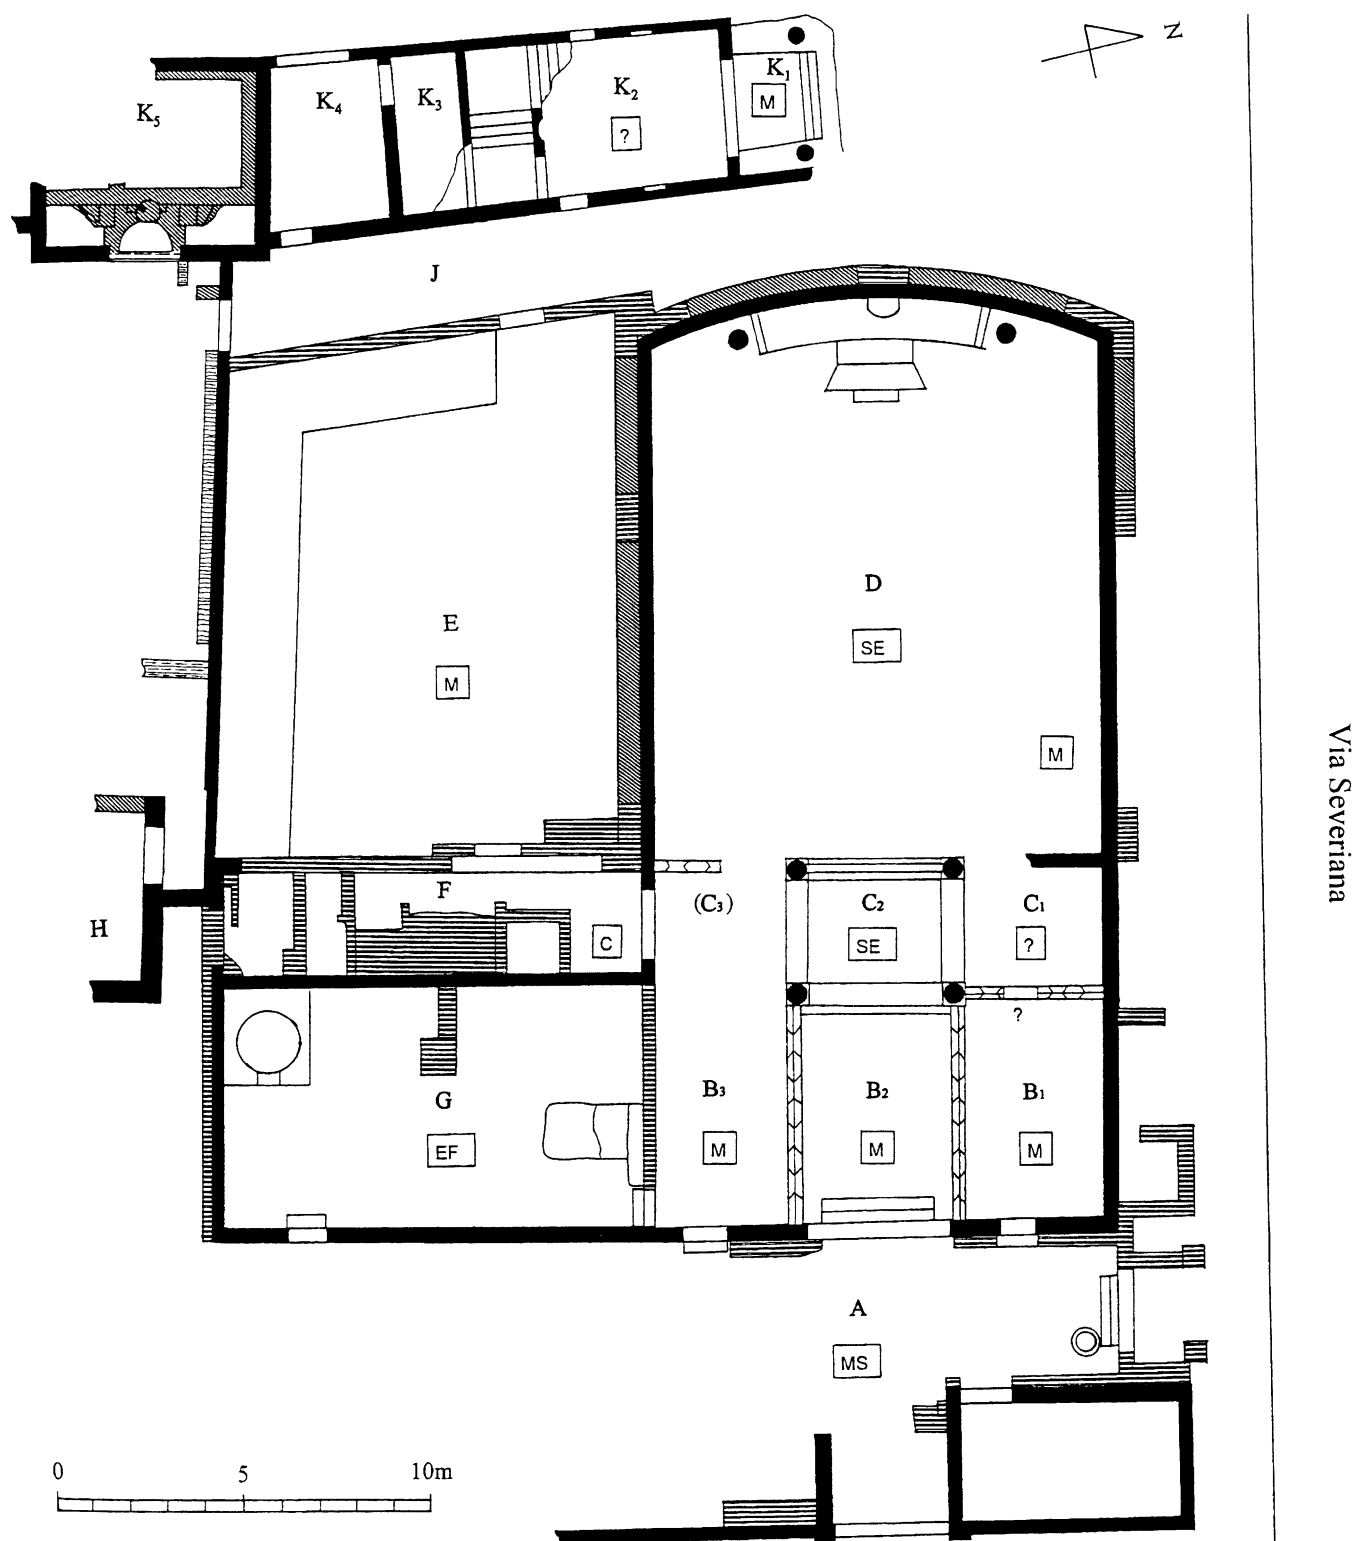 N
K₁
M
K₂
?
K₃
K₄
K₅
J
D
SE
M
E
M
Via Severiana
F
C
(C₃)
C₂
SE
C₁
?
?
H
G
EF
B₃
M
B₂
M
B₁
M
A
MS
0 5 10m